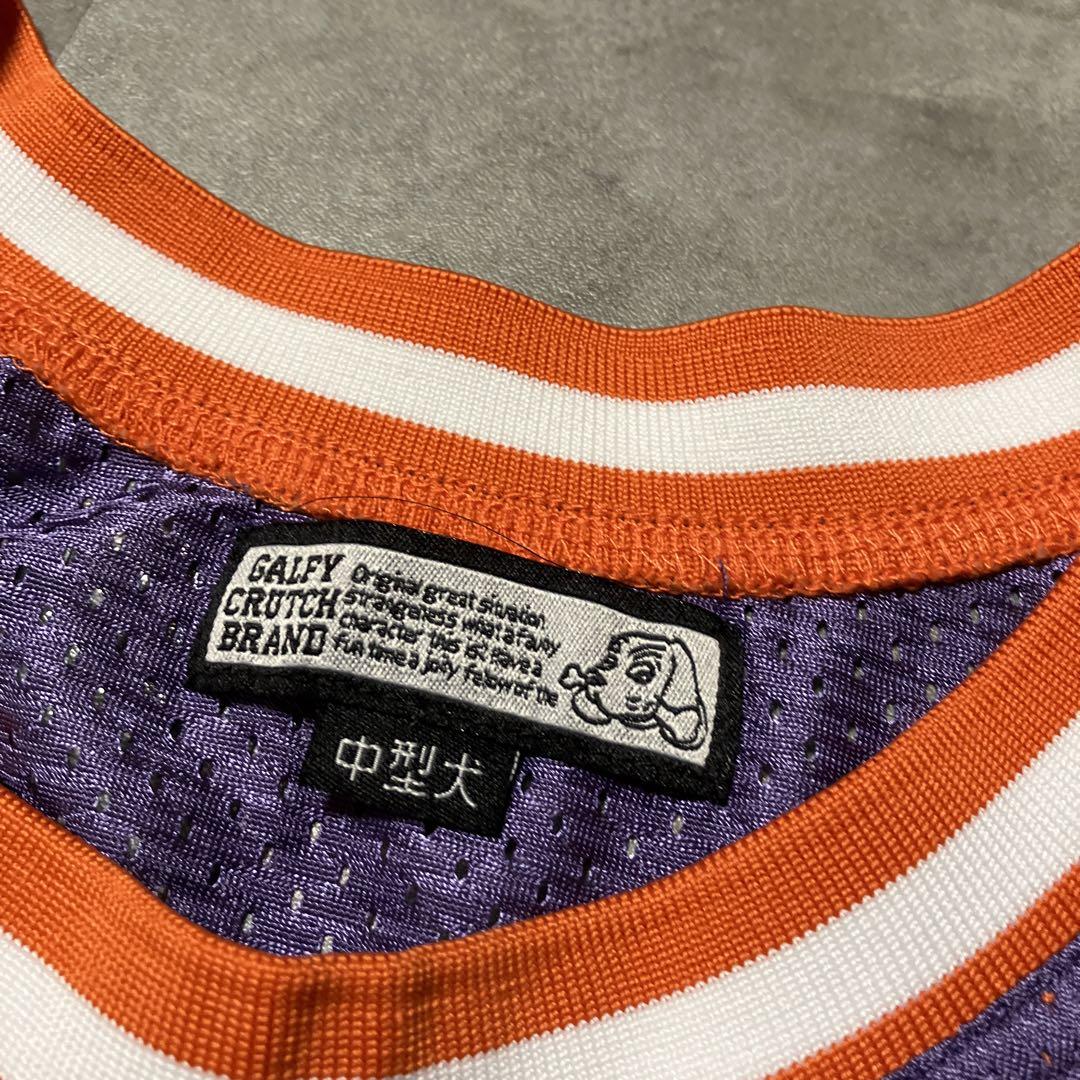 GALFY
CRUTCH
BRAND
Original great situation
strangeness what a fairy
character this is!. Have a
Fun time a jolly Fellow of the
中型犬